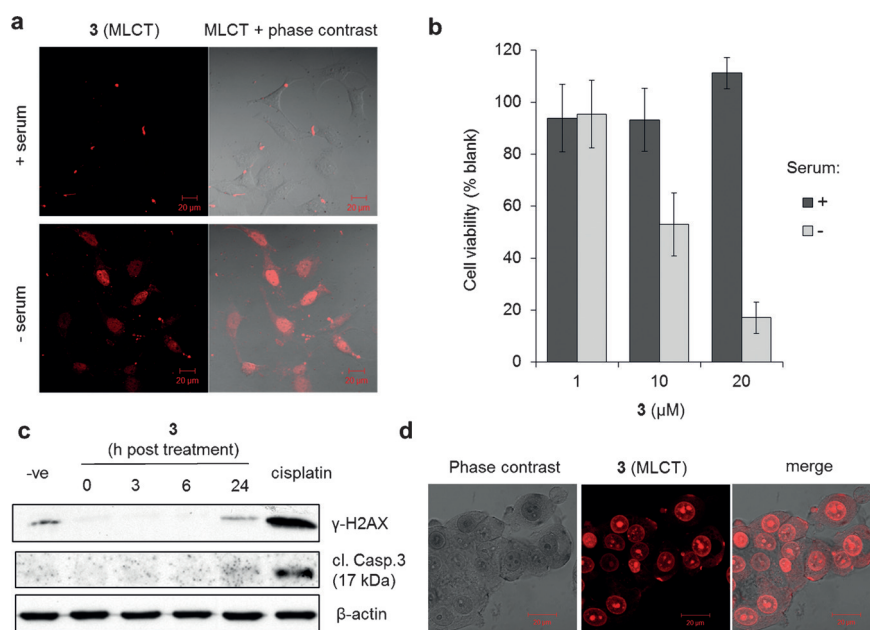 a
3 (MLCT)
MLCT + phase contrast
+ serum
20 µm
20 µm
- serum
20 µm
20 µm
b
Cell viability (% blank)
120
100
80
60
40
20
0
1
10
20
3 (µM)
Serum:
+
-
c
3
(h post treatment)
-ve
0
3
6
24
cisplatin
γ-H2AX
cl. Casp.3
(17 kDa)
β-actin
d
Phase contrast
3 (MLCT)
merge
20 µm